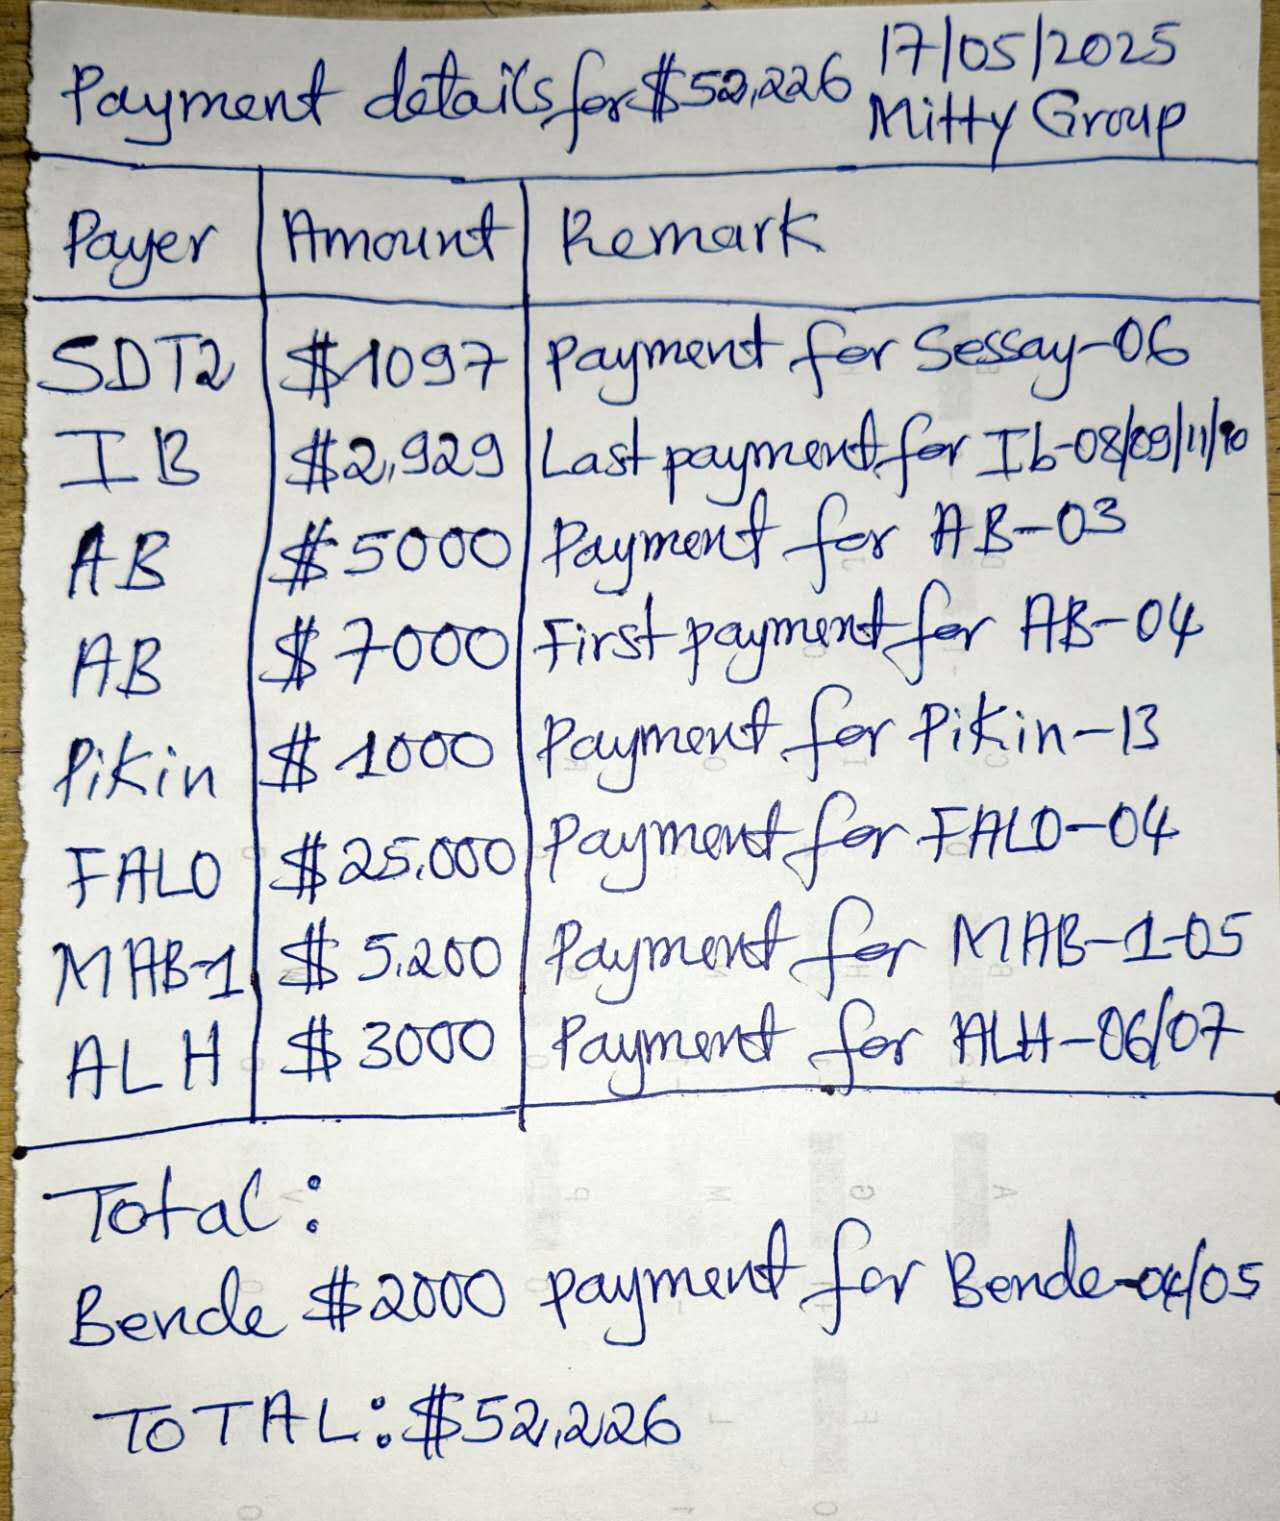 Payment details for $52,226 17/05/2025
Mitty Group
Payer Amount Remark
SDT2 $1097 Payment for Sessay-06
IB $2,929 Last payment for Ib-08/09/11/10
AB $5000 Payment for AB-03
AB $7000 First payment for AB-04
Pikin $1000 Payment for Pikin-13
FALO $25,000 Payment for FALO-04
MAB-1 $5,200 Payment for MAB-1-05
ALH $3000 Payment for ALH-06/07
Total:
Bende $2000 payment for Bende-04/05
TOTAL: $52,226